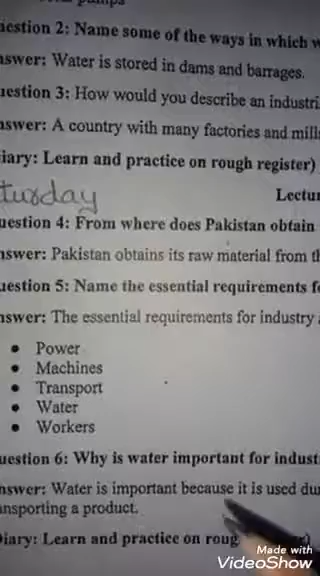 uestion 2: Name some of the ways in which w
nswer: Water is stored in dams and barrages.
uestion 3: How would you describe an industri
nswer: A country with many factories and mills
iary: Learn and practice on rough register)
turday
Lectur
uestion 4: From where does Pakistan obtain
nswer: Pakistan obtains its raw material from th
uestion 5: Name the essential requirements fo
nswer: The essential requirements for industry a
• Power
• Machines
• Transport
• Water
• Workers
uestion 6: Why is water important for indust
nswer: Water is important because it is used du
ansporting a product.
iary: Learn and practice on roug
Made with
VideoShow